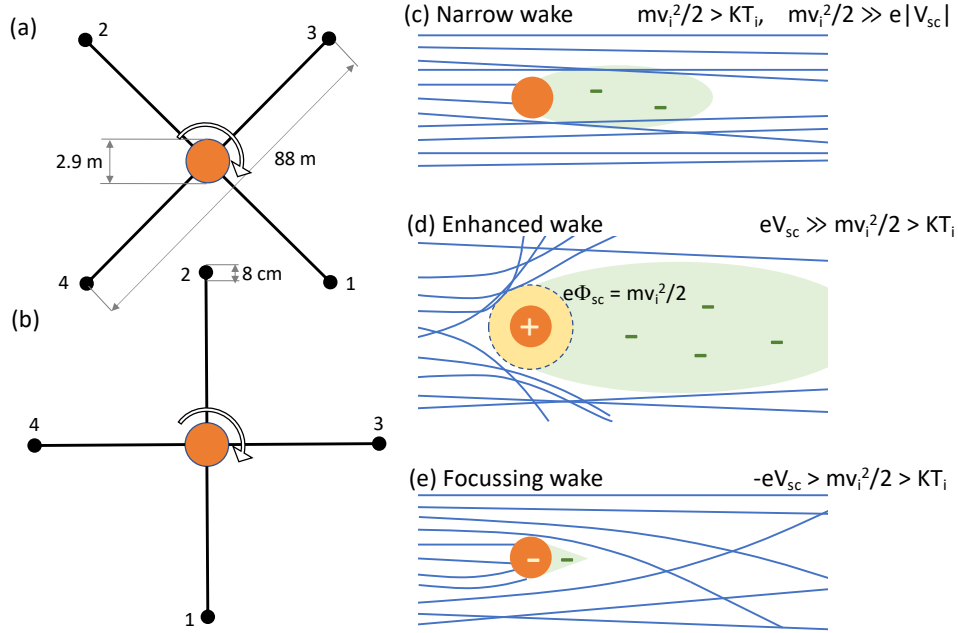 (a)
2
3
2.9 m
88 m
4
1
(b)
2
8 cm
4
3
1
(c) Narrow wake mvᵢ²/2 > KTᵢ, mvᵢ²/2 ≫ e|Vsc|
-
-
(d) Enhanced wake eVsc ≫ mvᵢ²/2 > KTᵢ
eΦsc = mvᵢ²/2
+
-
-
-
-
(e) Focussing wake -eVsc > mvᵢ²/2 > KTᵢ
-
-